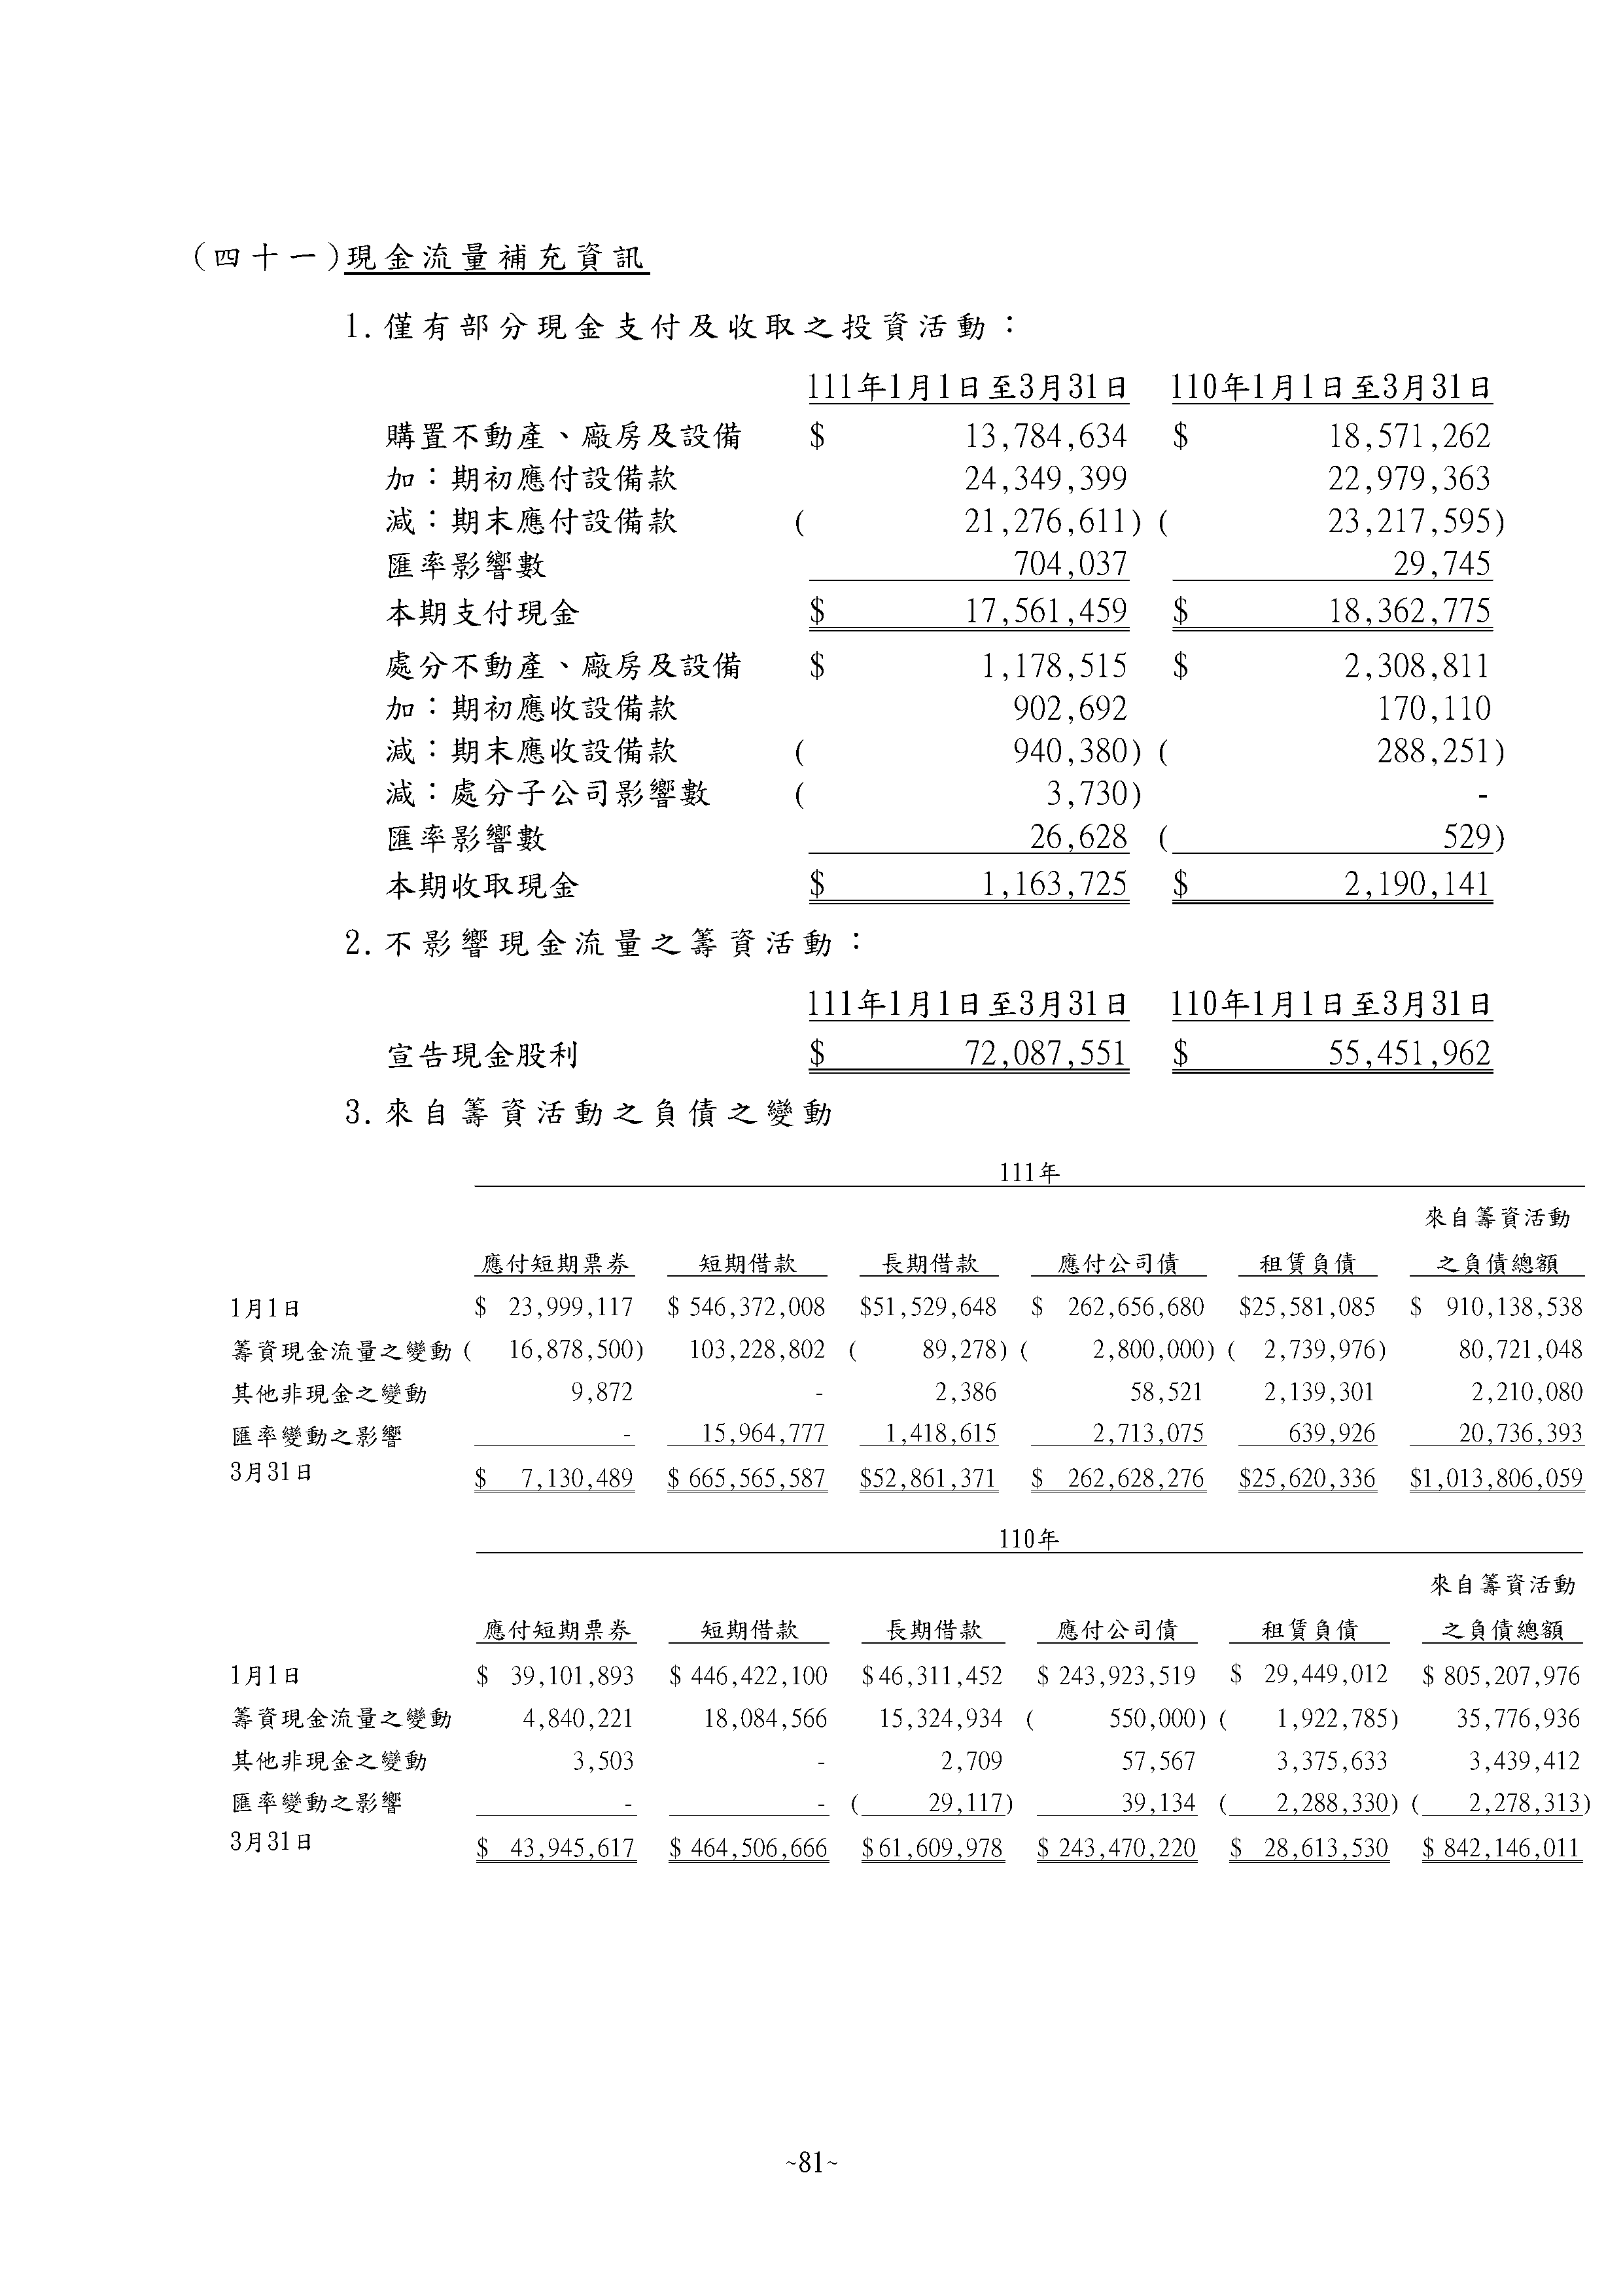 (四十一)現金流量補充資訊
1.僅有部分現金支付及收取之投資活動：
111年1月1日至3月31日 110年1月1日至3月31日
購置不動產、廠房及設備 $ 13,784,634 $ 18,571,262
加：期初應付設備款 24,349,399 22,979,363
減：期末應付設備款 ( 21,276,611) ( 23,217,595)
匯率影響數 704,037 29,745
本期支付現金 $ 17,561,459 $ 18,362,775
處分不動產、廠房及設備 $ 1,178,515 $ 2,308,811
加：期初應收設備款 902,692 170,110
減：期末應收設備款 ( 940,380) ( 288,251)
減：處分子公司影響數 ( 3,730) -
匯率影響數 26,628 ( 529)
本期收取現金 $ 1,163,725 $ 2,190,141
2.不影響現金流量之籌資活動：
111年1月1日至3月31日 110年1月1日至3月31日
宣告現金股利 $ 72,087,551 $ 55,451,962
3.來自籌資活動之負債之變動
111年
來自籌資活動
應付短期票券 短期借款 長期借款 應付公司債 租賃負債 之負債總額
1月1日 $ 23,999,117 $ 546,372,008 $51,529,648 $ 262,656,680 $25,581,085 $ 910,138,538
籌資現金流量之變動 ( 16,878,500) 103,228,802 ( 89,278) ( 2,800,000) ( 2,739,976) 80,721,048
其他非現金之變動 9,872 - 2,386 58,521 2,139,301 2,210,080
匯率變動之影響 - 15,964,777 1,418,615 2,713,075 639,926 20,736,393
3月31日 $ 7,130,489 $ 665,565,587 $52,861,371 $ 262,628,276 $25,620,336 $1,013,806,059
110年
來自籌資活動
應付短期票券 短期借款 長期借款 應付公司債 租賃負債 之負債總額
1月1日 $ 39,101,893 $ 446,422,100 $46,311,452 $ 243,923,519 $ 29,449,012 $ 805,207,976
籌資現金流量之變動 4,840,221 18,084,566 15,324,934 ( 550,000) ( 1,922,785) 35,776,936
其他非現金之變動 3,503 - 2,709 57,567 3,375,633 3,439,412
匯率變動之影響 - - ( 29,117) 39,134 ( 2,288,330) ( 2,278,313)
3月31日 $ 43,945,617 $ 464,506,666 $61,609,978 $ 243,470,220 $ 28,613,530 $ 842,146,011
~81~